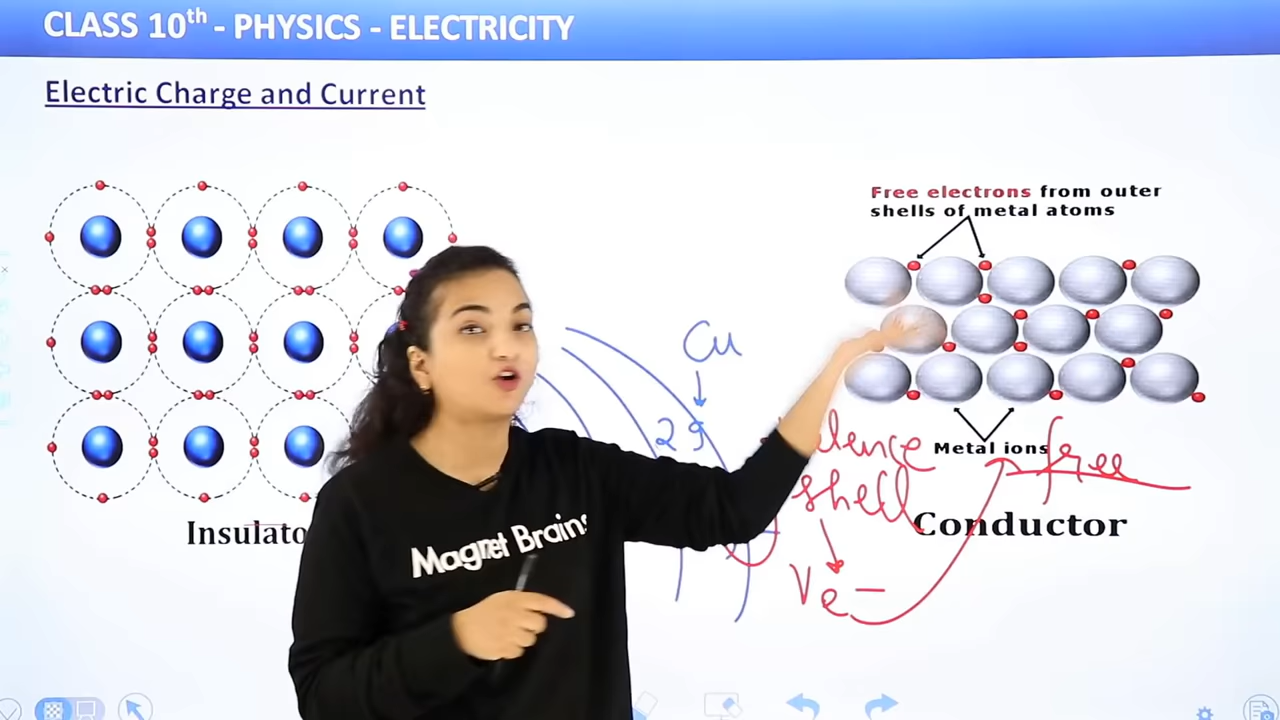 CLASS 10th - PHYSICS - ELECTRICITY
Electric Charge and Current
Free electrons from outer
shells of metal atoms
Cu
29
Metal ions
free
shell
Conductor
Ve-
Magnet Brains